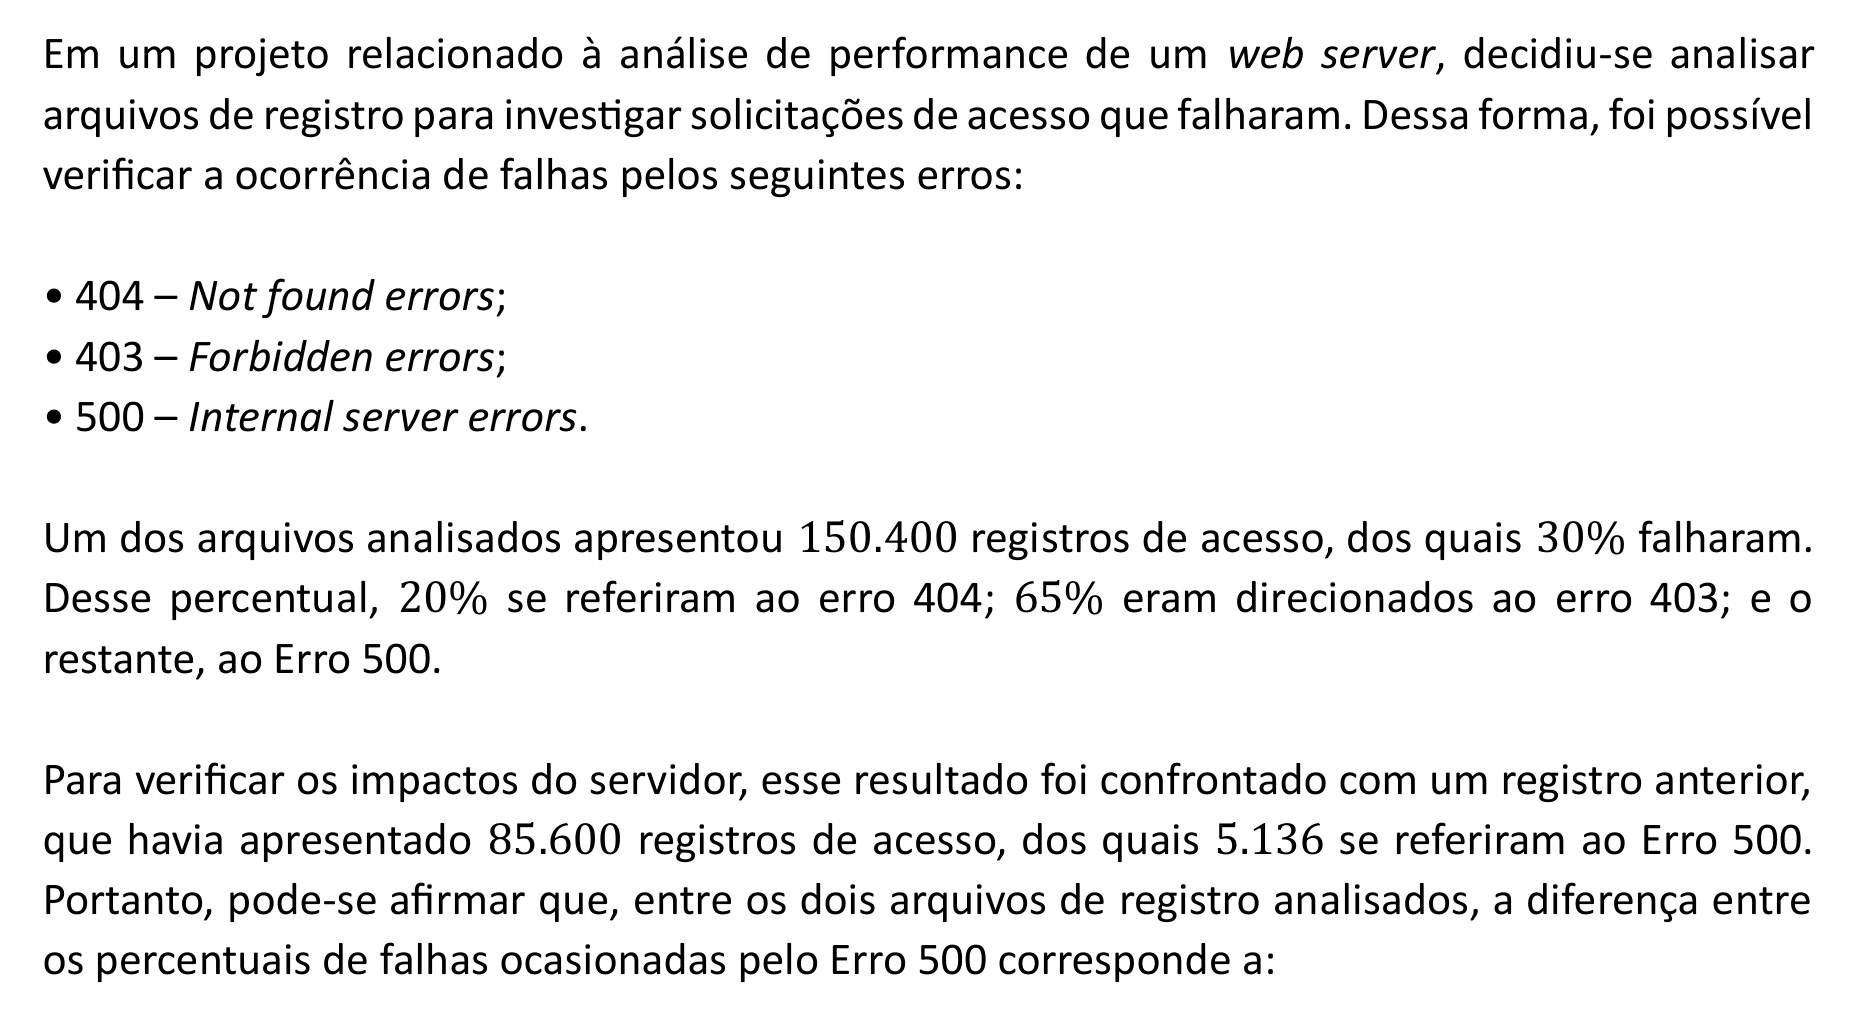 Em um projeto relacionado à análise de performance de um web server, decidiu-se analisar
arquivos de registro para investigar solicitações de acesso que falharam. Dessa forma, foi possível
verificar a ocorrência de falhas pelos seguintes erros:
• 404 – Not found errors;
• 403 – Forbidden errors;
• 500 – Internal server errors.
Um dos arquivos analisados apresentou 150.400 registros de acesso, dos quais 30% falharam.
Desse percentual, 20% se referiram ao erro 404; 65% eram direcionados ao erro 403; e o
restante, ao Erro 500.
Para verificar os impactos do servidor, esse resultado foi confrontado com um registro anterior,
que havia apresentado 85.600 registros de acesso, dos quais 5.136 se referiram ao Erro 500.
Portanto, pode-se afirmar que, entre os dois arquivos de registro analisados, a diferença entre
os percentuais de falhas ocasionadas pelo Erro 500 corresponde a: